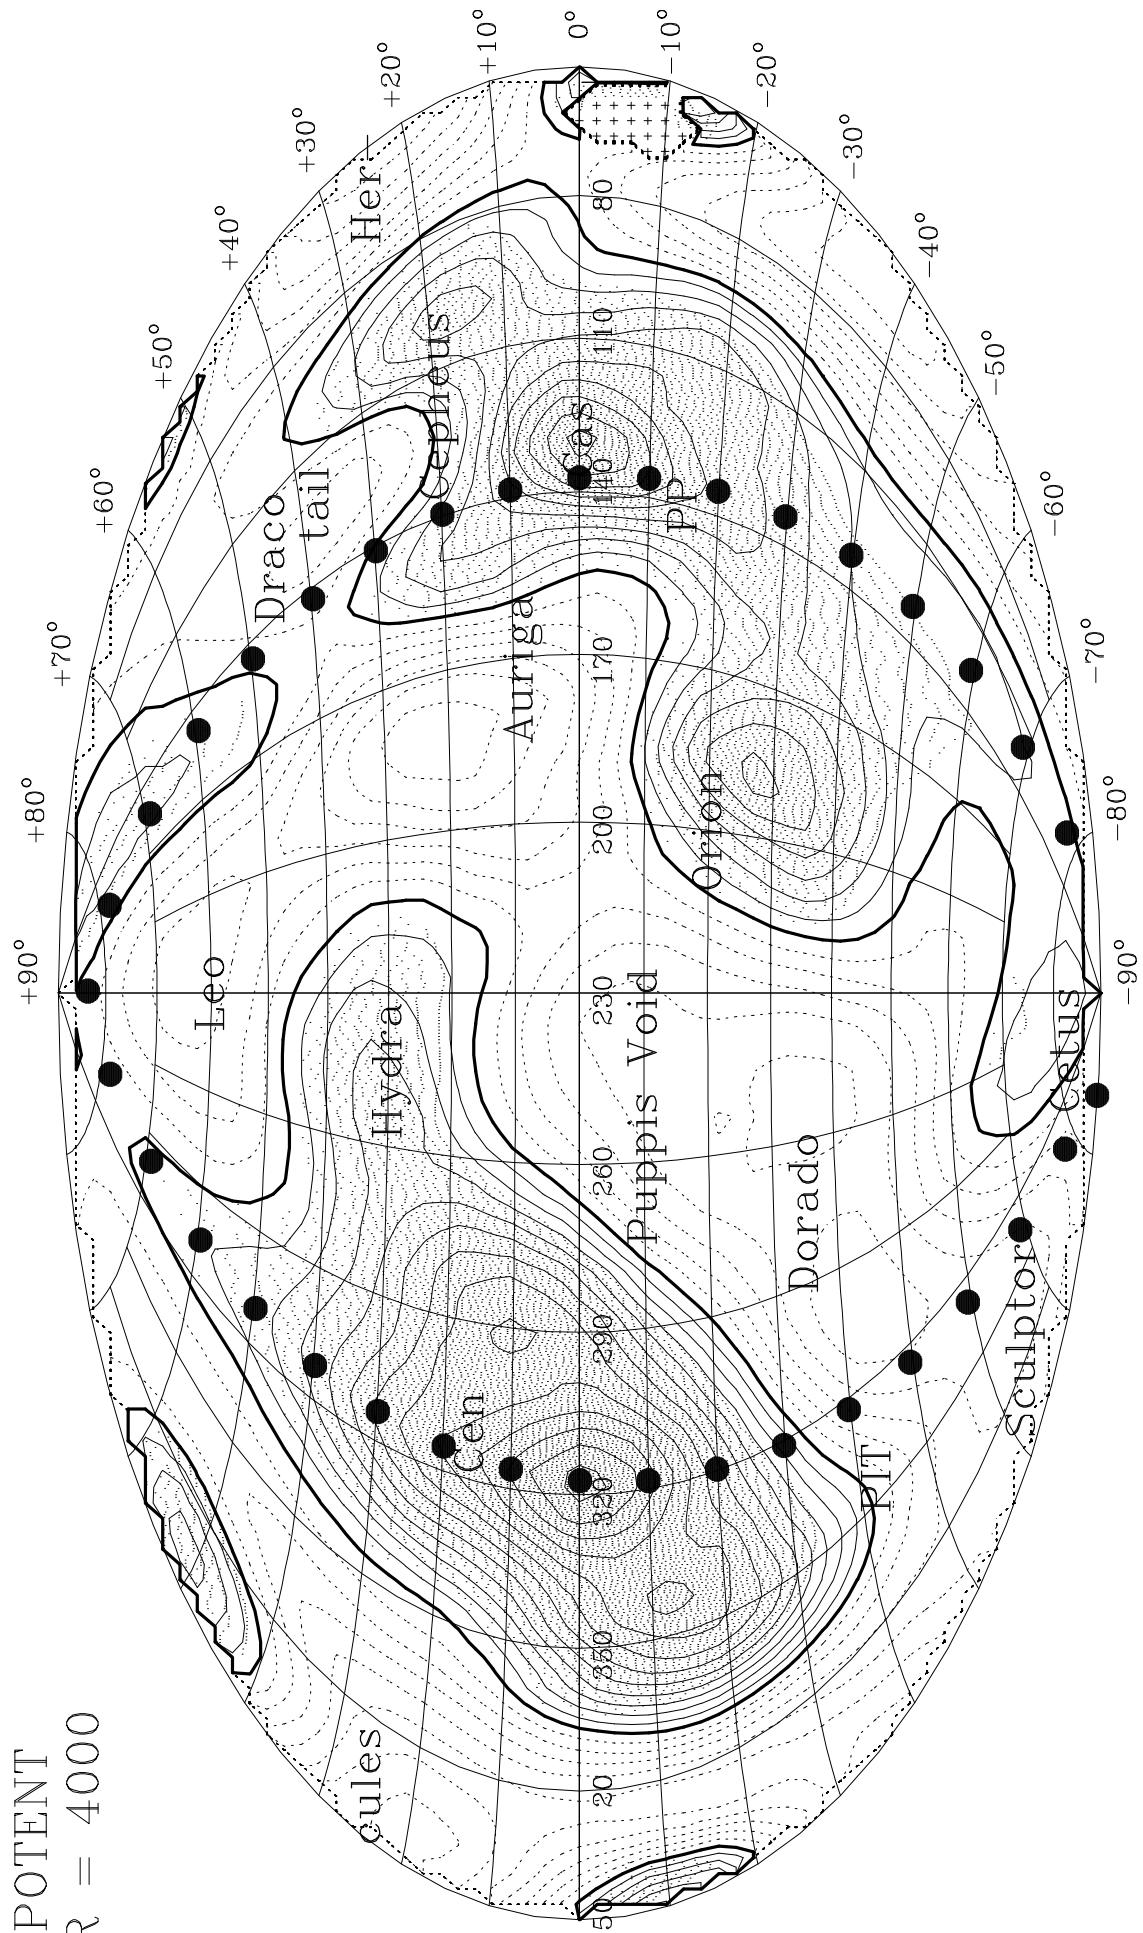 POTENT
R = 4000
+90°
+80°
+70°
+60°
+50°
+40°
+30°
+20°
+10°
0°
-10°
-20°
-30°
-40°
-50°
-60°
-70°
-80°
-90°
50
20
350
320
290
260
230
200
170
140
110
80
cules
Her-
Draco
tail
Cepheus
Cas
PP
Auriga
Orion
Leo
Hydra
Puppis Void
Dorado
Cen
PIT
Sculptor
Cetus